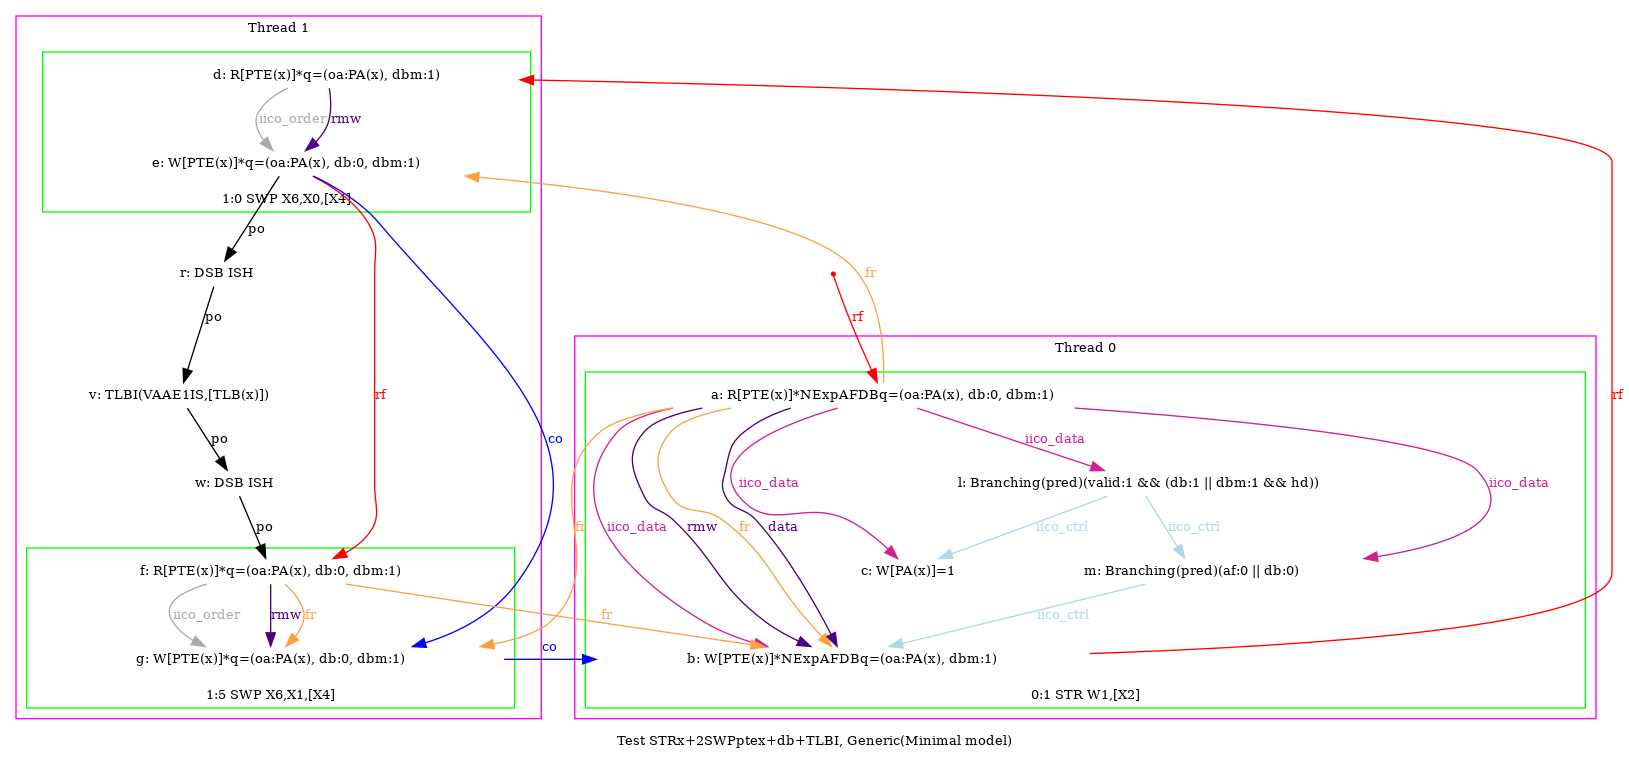 Thread 1
d: R[PTE(x)]*q=(oa:PA(x), dbm:1)
iico_order
rmw
e: W[PTE(x)]*q=(oa:PA(x), db:0, dbm:1)
1:0 SWP X6,X0,[X4]
po
r: DSB ISH
po
v: TLBI(VAAE1IS,[TLB(x)])
po
w: DSB ISH
po
rf
co
f: R[PTE(x)]*q=(oa:PA(x), db:0, dbm:1)
iico_order
rmw
fr
g: W[PTE(x)]*q=(oa:PA(x), db:0, dbm:1)
1:5 SWP X6,X1,[X4]
fr
rf
Thread 0
a: R[PTE(x)]*NExpAFDBq=(oa:PA(x), db:0, dbm:1)
rf
iico_data
iico_data
iico_data
l: Branching(pred)(valid:1 && (db:1 || dbm:1 && hd))
fr
iico_data
rmw
fr
data
iico_ctrl
iico_ctrl
c: W[PA(x)]=1
m: Branching(pred)(af:0 || db:0)
fr
iico_ctrl
co
b: W[PTE(x)]*NExpAFDBq=(oa:PA(x), dbm:1)
0:1 STR W1,[X2]
Test STRx+2SWPptex+db+TLBI, Generic(Minimal model)